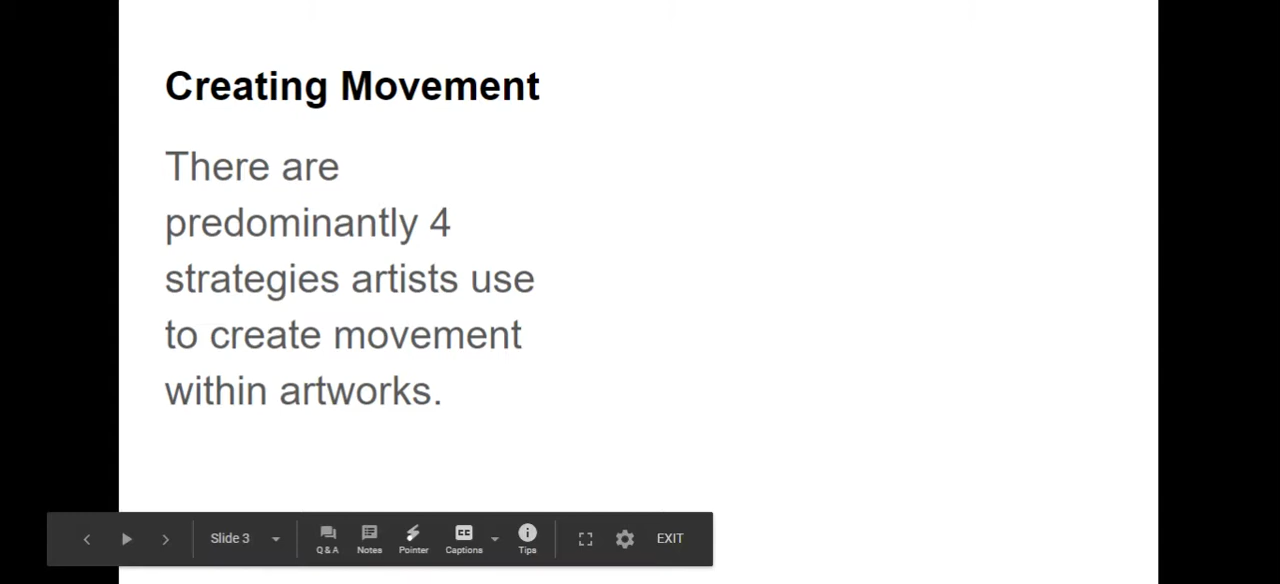 Creating Movement
There are
predominantly 4
strategies artists use
to create movement
within artworks.
Slide 3
Q & A Notes Pointer Captions Tips
EXIT